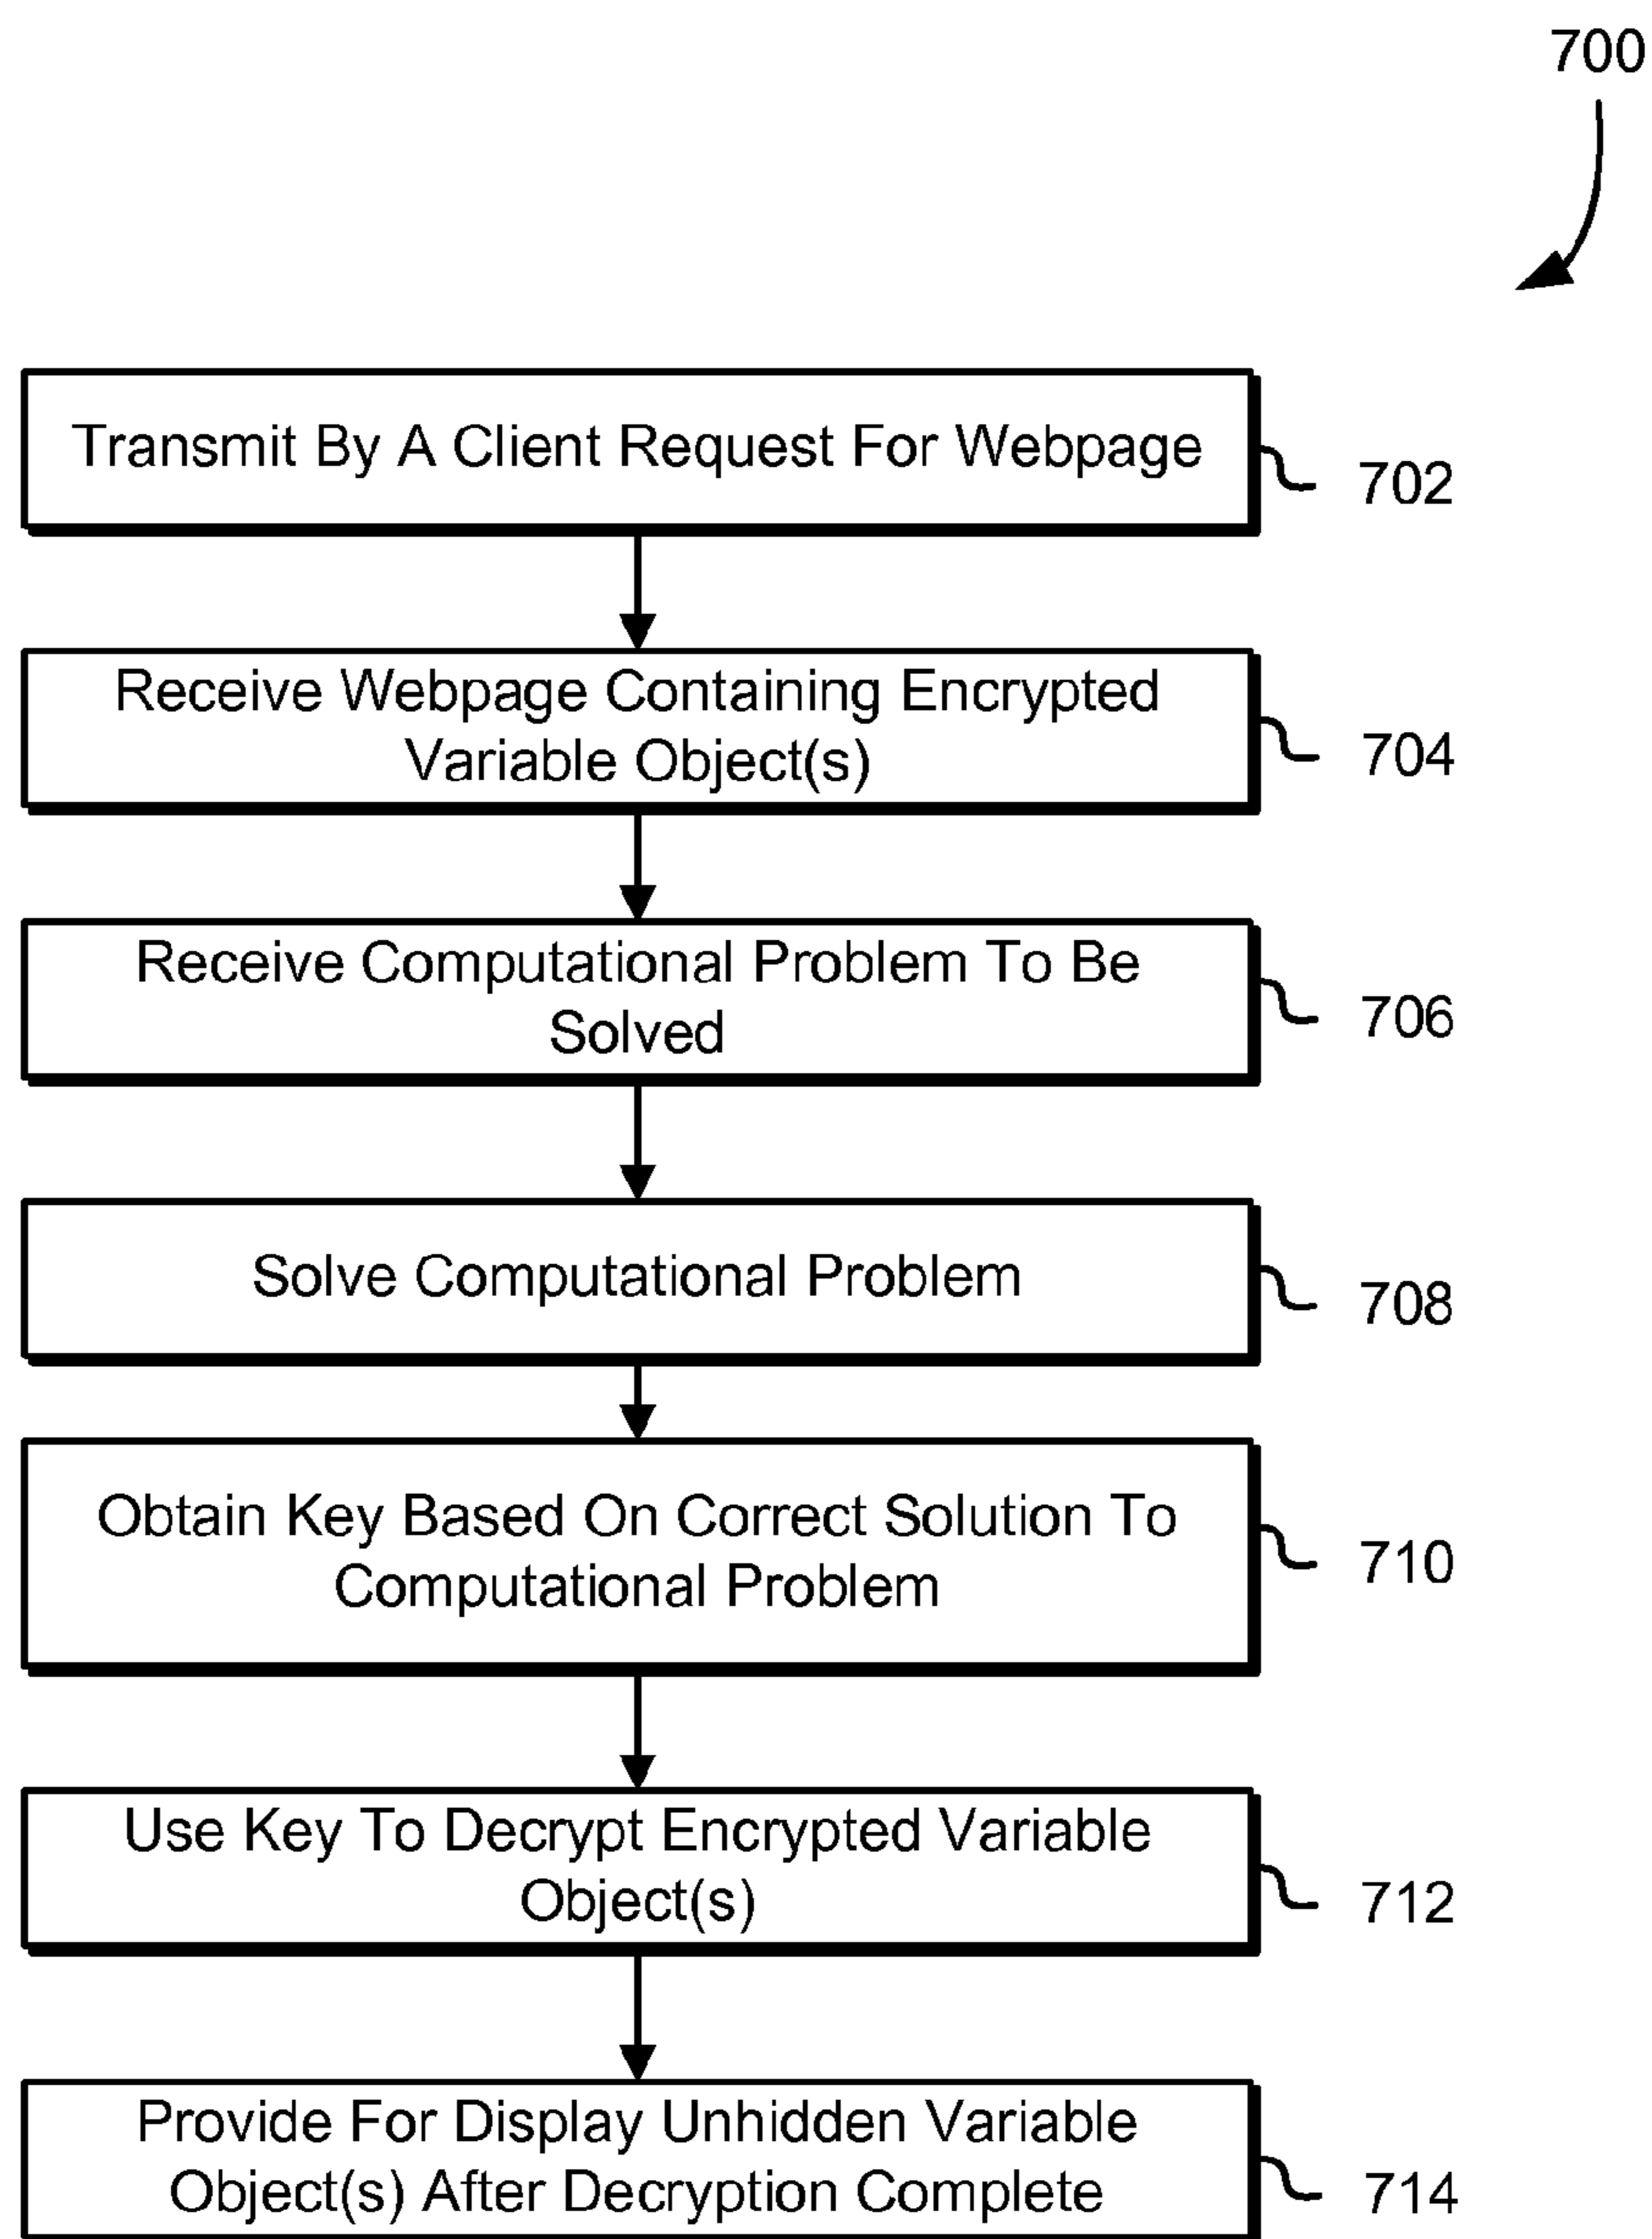 700
Transmit By A Client Request For Webpage
702
Receive Webpage Containing Encrypted
Variable Object(s)
704
Receive Computational Problem To Be
Solved
706
Solve Computational Problem
708
Obtain Key Based On Correct Solution To
Computational Problem
710
Use Key To Decrypt Encrypted Variable
Object(s)
712
Provide For Display Unhidden Variable
Object(s) After Decryption Complete
714